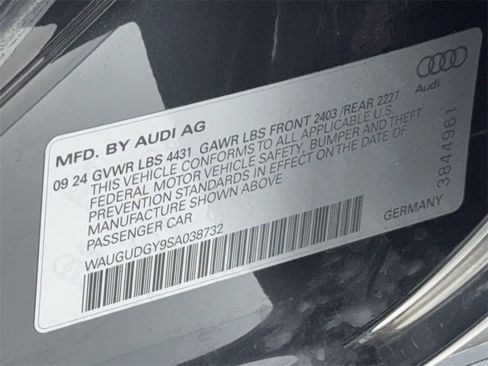 Audi
MFD. BY AUDI AG
09 24 GVWR LBS 4431 GAWR LBS FRONT 2403 / REAR 2227
THIS VEHICLE CONFORMS TO ALL APPLICABLE U.S.
FEDERAL MOTOR VEHICLE SAFETY, BUMPER AND THEFT
PREVENTION STANDARDS IN EFFECT ON THE DATE OF
MANUFACTURE SHOWN ABOVE
PASSENGER CAR
WAUGUDGY9SA038732
GERMANY
3844961